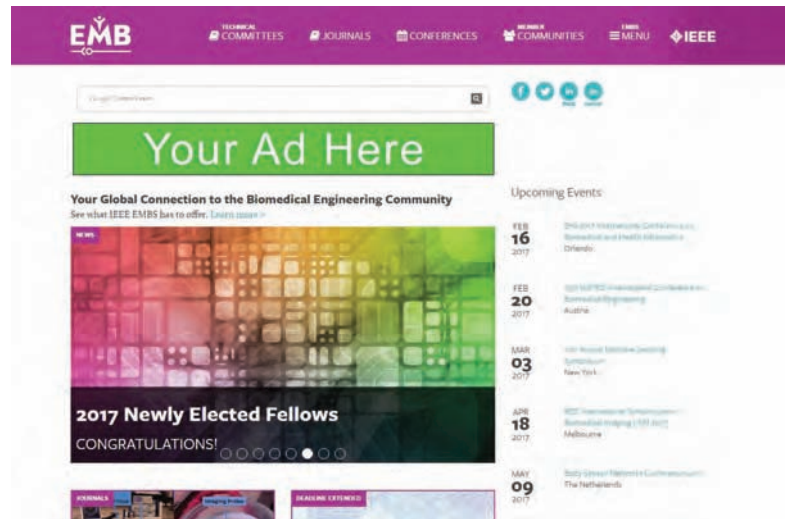 EMB
TECHNICAL
COMMITTEES
JOURNALS
CONFERENCES
MEMBER
COMMUNITIES
EMBS
MENU
IEEE
Your Ad Here
Your Global Connection to the Biomedical Engineering Community
See what IEEE EMBS has to offer. Learn more >
NEWS
2017 Newly Elected Fellows
CONGRATULATIONS!
JOURNALS
DEADLINE EXTENDED
Upcoming Events
FEB
16
2017
Orlando
FEB
20
2017
Biomedical Engineering
Austria
MAR
03
2017
Symposium
New York
APR
18
2017
Melbourne
MAY
09
2017
The Netherlands